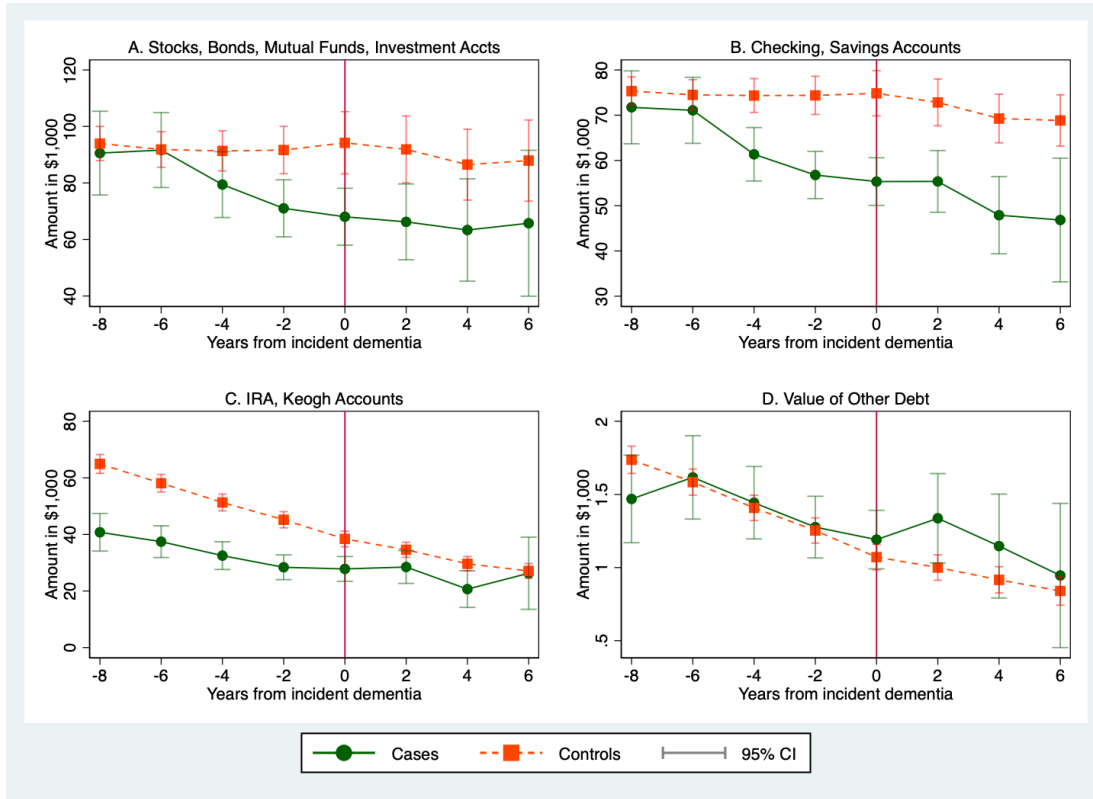 A. Stocks, Bonds, Mutual Funds, Investment Accts
Amount in $1,000
120
100
80
60
40
-8 -6 -4 -2 0 2 4 6
Years from incident dementia
B. Checking, Savings Accounts
Amount in $1,000
80
70
60
50
40
30
-8 -6 -4 -2 0 2 4 6
Years from incident dementia
C. IRA, Keogh Accounts
Amount in $1,000
80
60
40
20
0
-8 -6 -4 -2 0 2 4 6
Years from incident dementia
D. Value of Other Debt
Amount in $1,000
2
1.5
1
.5
-8 -6 -4 -2 0 2 4 6
Years from incident dementia
Cases Controls 95% CI